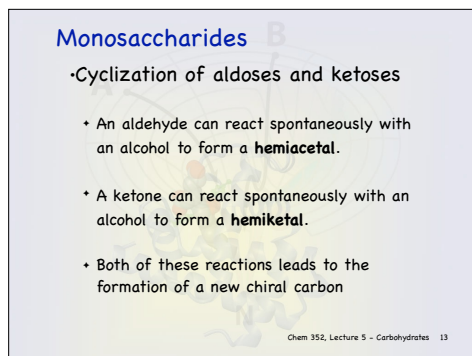 Monosaccharides
•Cyclization of aldoses and ketoses
✦ An aldehyde can react spontaneously with
an alcohol to form a hemiacetal.
✦ A ketone can react spontaneously with an
alcohol to form a hemiketal.
✦ Both of these reactions leads to the
formation of a new chiral carbon
Chem 352, Lecture 5 - Carbohydrates 13
A
B
N